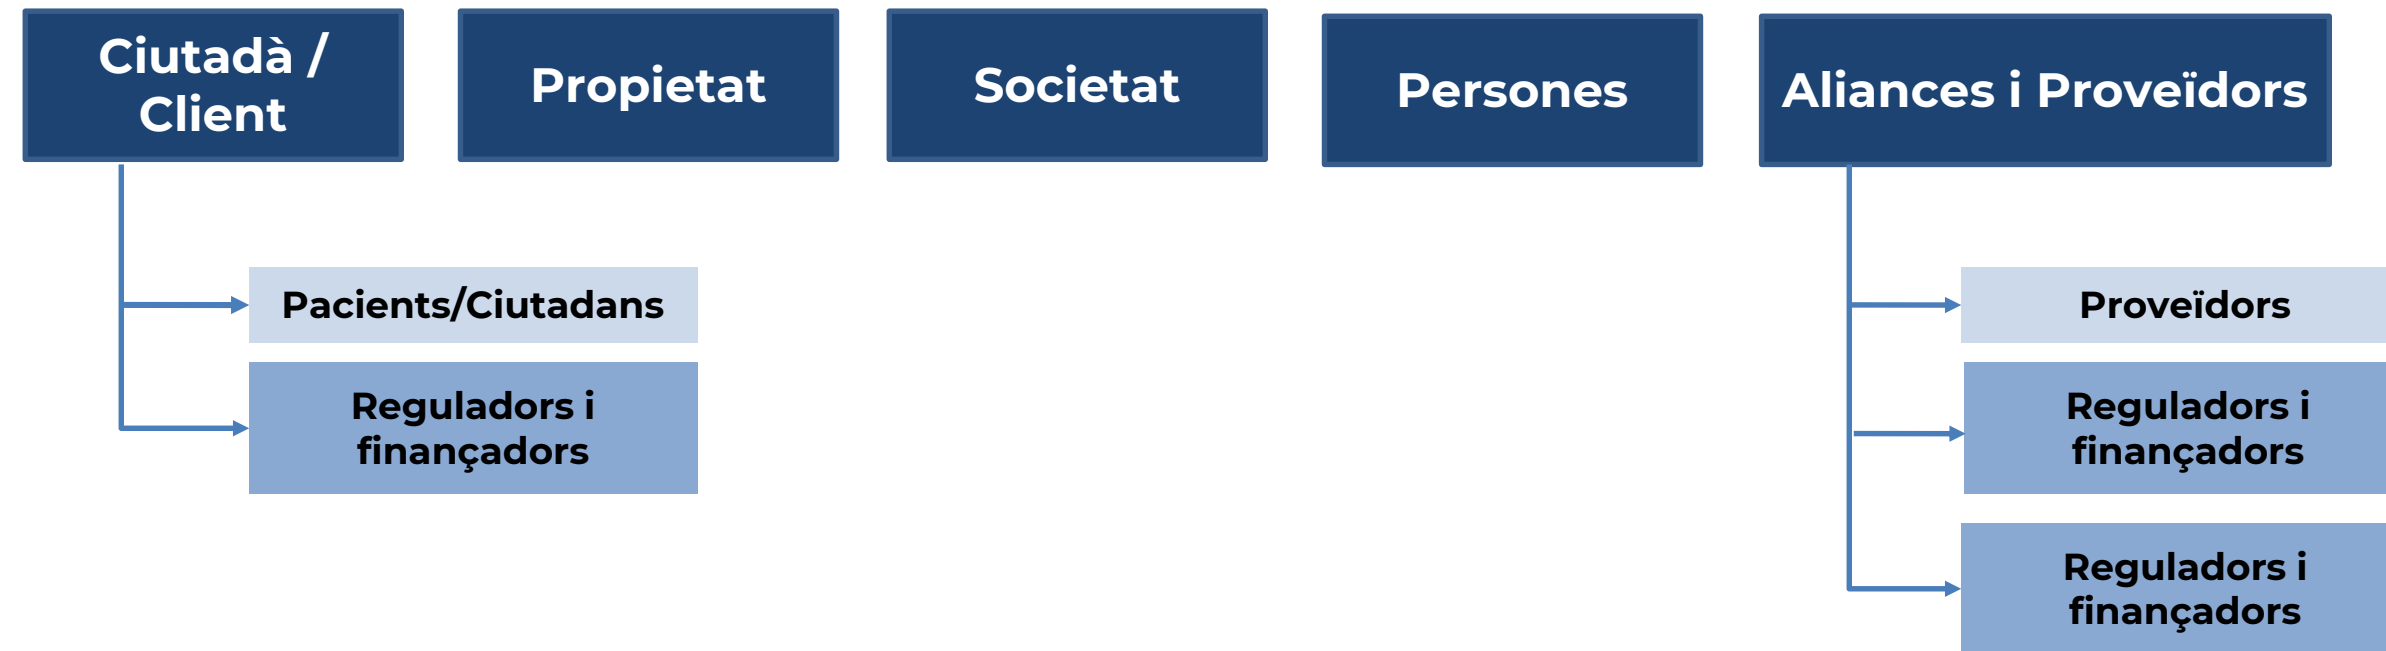 Ciutadà /
Client
Propietat
Societat
Persones
Aliances i Proveïdors
Pacients/Ciutadans
Reguladors i
finançadors
Proveïdors
Reguladors i
finançadors
Reguladors i
finançadors